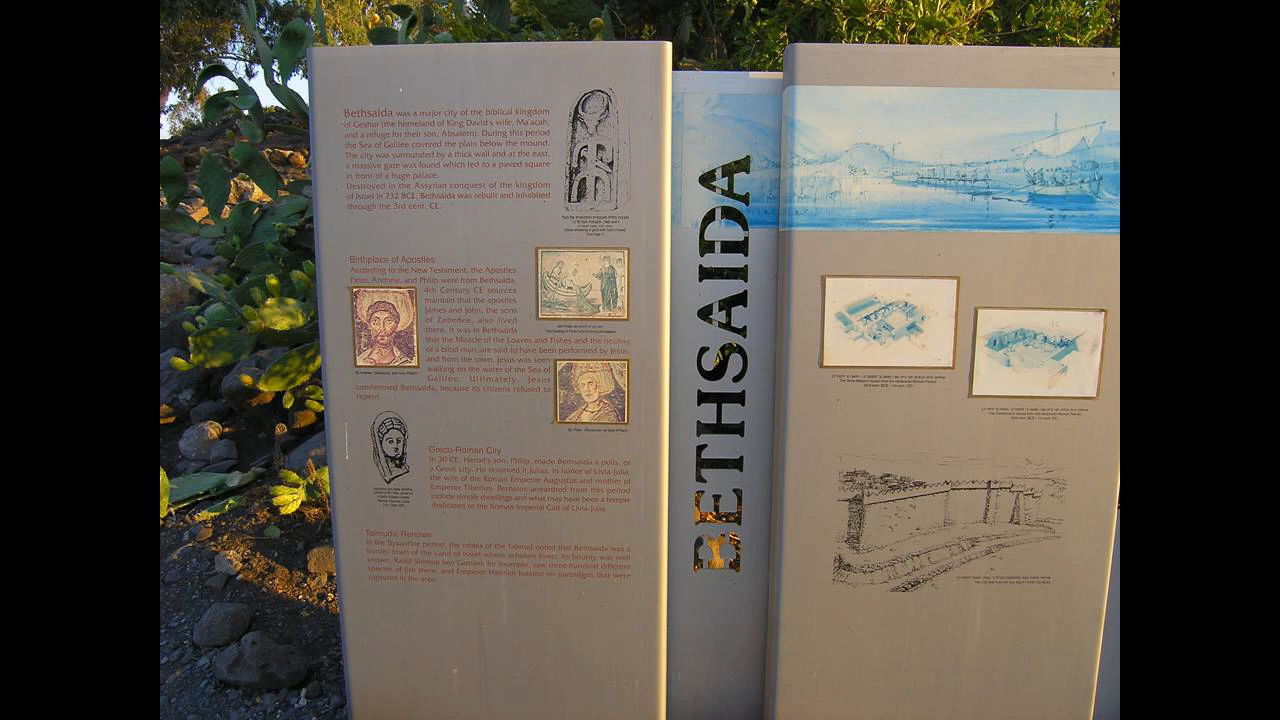 Bethsaida was a major city of the biblical kingdom
of Geshur (the homeland of King David's wife, Ma'acah,
and a refuge for their son, Absalom). During this period
the Sea of Galilee covered the plain below the mound.
The city was surrounded by a thick wall and at the east,
a massive gate was found which led to a paved square
in front of a huge palace.
Destroyed in the Assyrian conquest of the kingdom
of Israel in 732 BCE, Bethsaida was rebuilt and inhabited
through the 3rd cent. CE.
Birthplace of Apostles
According to the New Testament, the Apostles
Peter, Andrew, and Philip were from Bethsaida.
4th Century CE sources
maintain that the apostles
James and John, the sons
of Zebedee, also lived
there. It was in Bethsaida
that the Miracle of the Loaves and Fishes and the healing
of a blind man, are said to have been performed by Jesus,
and from the town, Jesus was seen
walking on the water of the Sea of
Galilee. Ultimately, Jesus
condemned Bethsaida, because its citizens refused to
repent.
Greco-Roman City
In 30 CE, Herod's son, Philip, made Bethsaida a polis, or
a Greek city. He renamed it Julias, in honor of Livia-Julia,
the wife of the Roman Emperor Augustus and mother of
Emperor Tiberius. Remains unearthed from this period
include simple dwellings and what may have been a temple
dedicated to the Roman Imperial Cult of Livia-Julia.
Talmudic Renown
In the Byzantine period, the rabbis of the Talmud noted that Bethsaida was a
border town of the Land of Israel where scholars lived. Its bounty was well
known. Rabbi Shimon ben Gamliel, for example, saw three hundred different
species of fish there, and Emperor Hadrian feasted on partridges that were
captured in the area.
BETHSAIDA